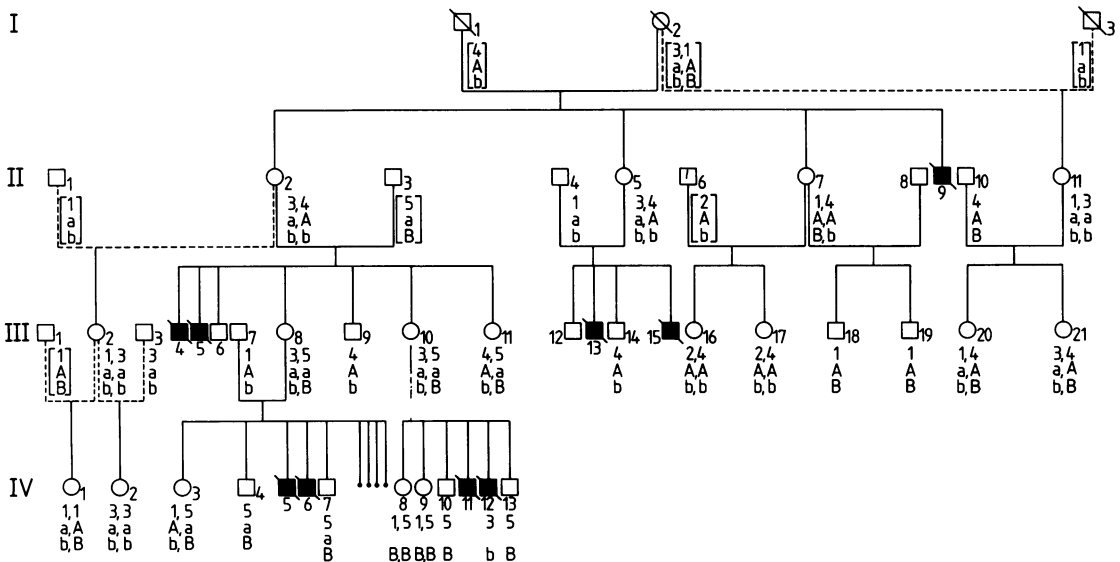 I
1
2
3
[4
A
b]
[3,1
a,A
b,B]
[1
a
b]
II
1
2
3
4
5
6
7
8
9
10
11
[1
a
b]
3,4
a,A
b,b
[5
a
B]
1
a
b
3,4
a,A
b,b
[2
A
b]
1,4
A,A
B,b
4
A
B
1,3
a,a
b,b
III
1
2
3
4
5
6
7
8
9
10
11
12
13
14
15
16
17
18
19
20
21
[1
A
B]
1,3
a,a
b,b
3
a
b
1
A
b
3,5
a,a
b,B
4
A
b
3,5
a,a
b,B
4,5
A,a
b,B
4
A
b
2,4
A,A
b,b
2,4
A,A
b,b
1
A
B
1
A
B
1,4
a,A
b,B
3,4
a,A
b,B
IV
1
2
3
4
5
6
7
8
9
10
11
12
13
1,1
a,A
b,B
3,3
a,a
b,b
1,5
A,a
b,B
5
a
B
5
a
B
1,5
B,B
1,5
B,B
5
B
3
b
5
B